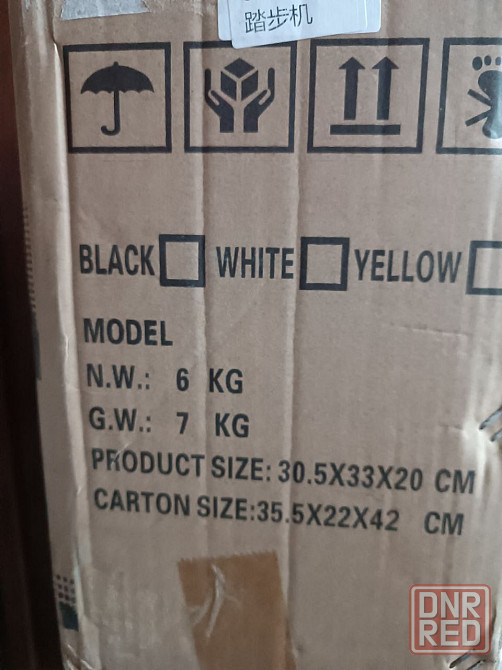 踏步机
BLACK WHITE YELLOW
MODEL
N.W.: 6 KG
G.W.: 7 KG
PRODUCT SIZE: 30.5X33X20 CM
CARTON SIZE:35.5X22X42 CM
DNR
RED